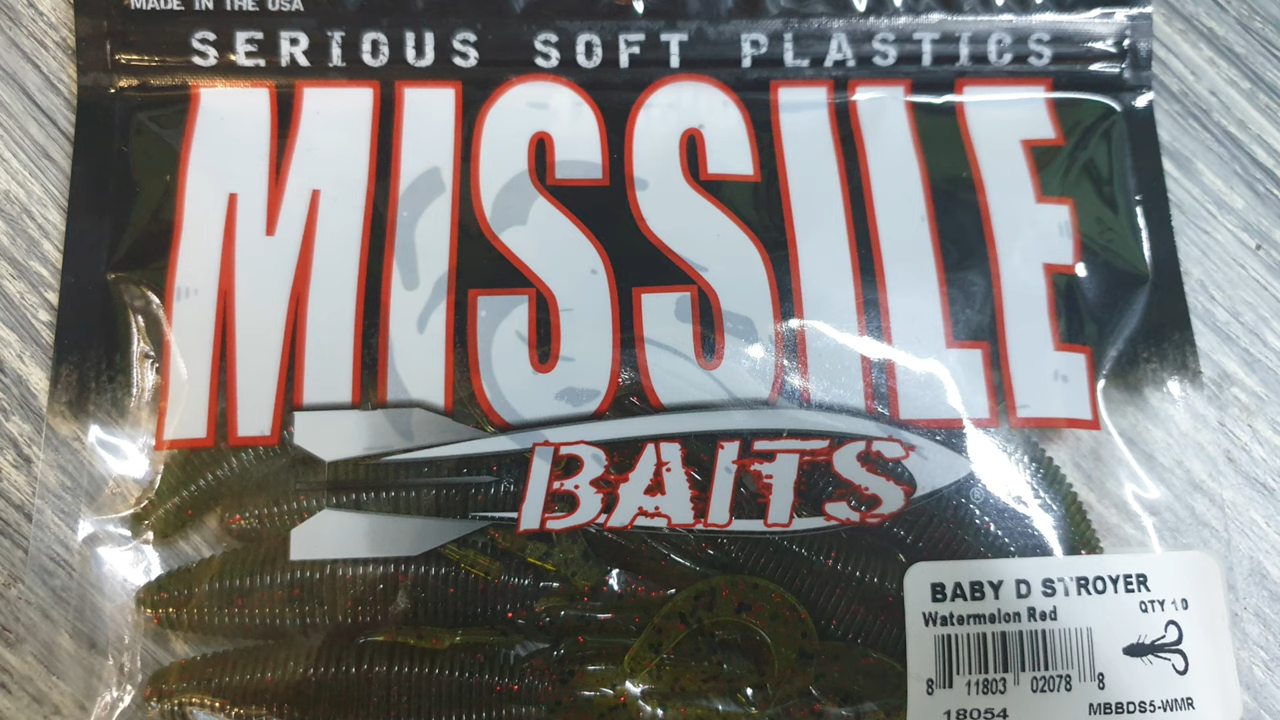 MADE IN THE USA
SERIOUS SOFT PLASTICS
MISSILE
BAITS
®
BABY D STROYER
Watermelon Red
QTY 10
8 11803 02078 8
18054 MBBDS5-WMR